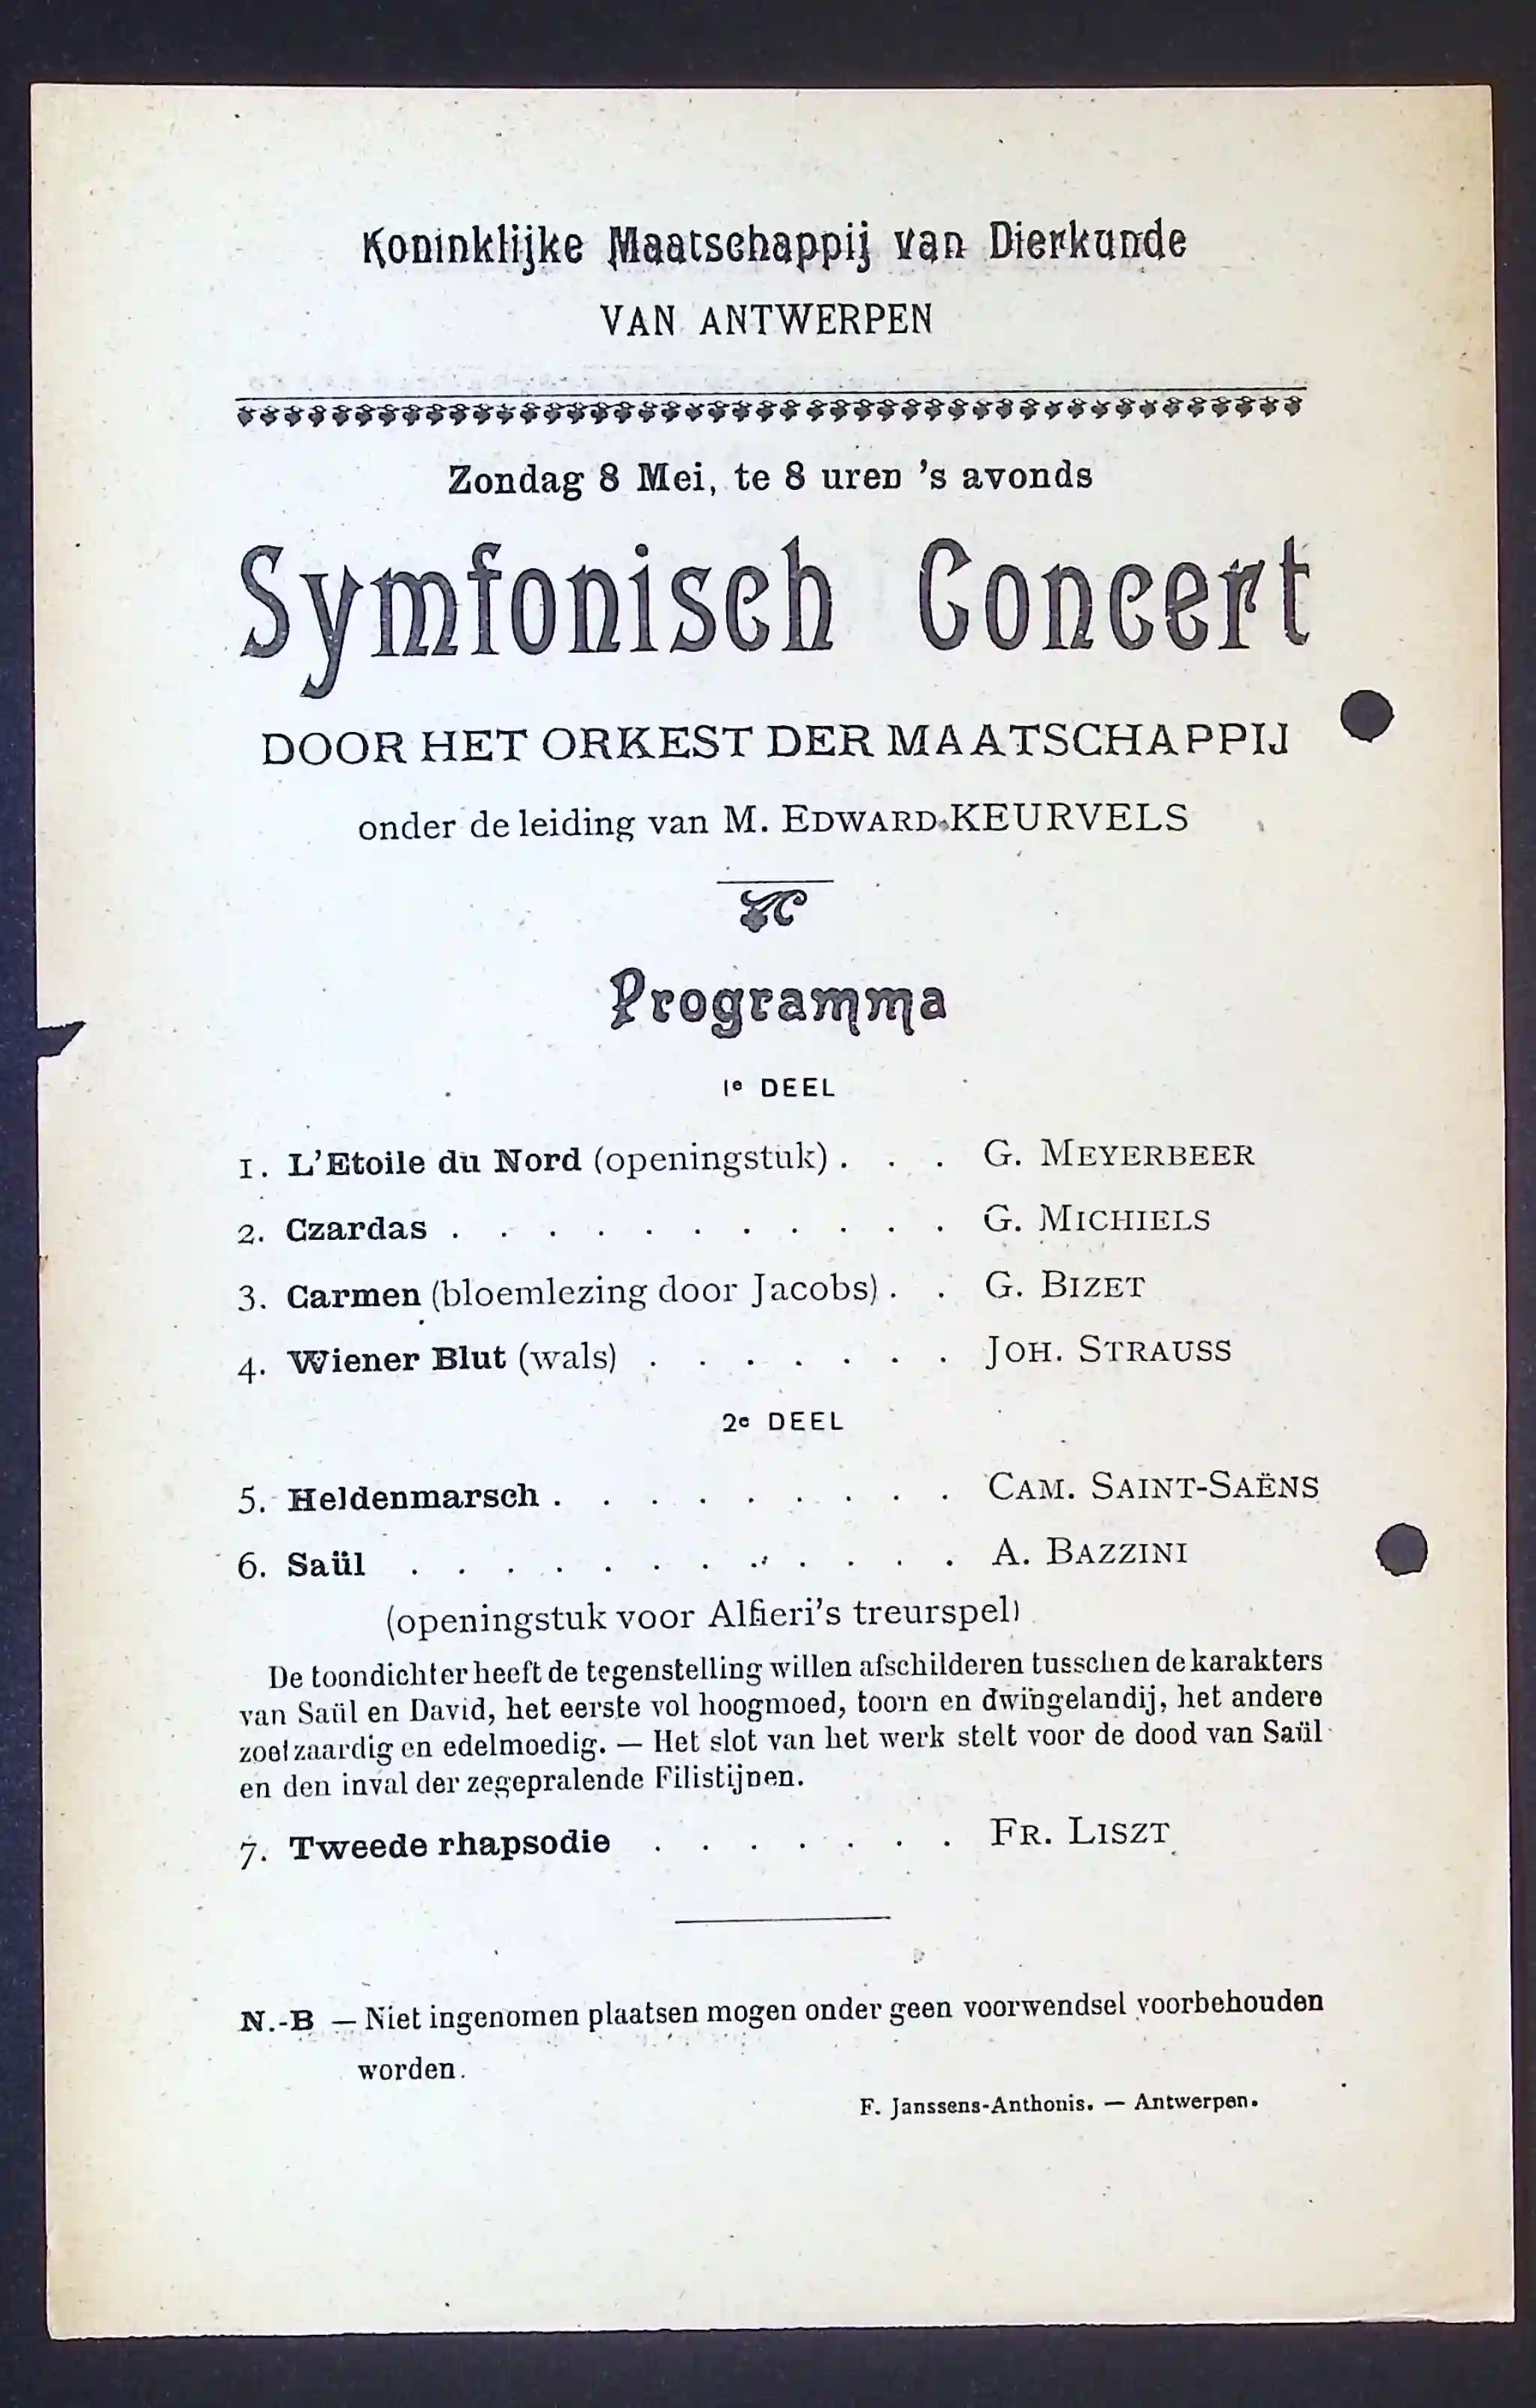 Koninklijke Maatschappij van Dierkunde
VAN ANTWERPEN
Zondag 8 Mei, te 8 uren 's avonds
Symfonisch Concert
DOOR HET ORKEST DER MAATSCHAPPIJ
onder de leiding van M. EDWARD KEURVELS
Programma
1e DEEL
1. L'Etoile du Nord (openingstuk) . . . G. MEYERBEER
2. Czardas . . . . . . . . . . . G. MICHIELS
3. Carmen (bloemlezing door Jacobs) . . G. BIZET
4. Wiener Blut (wals) . . . . . . . JOH. STRAUSS
2e DEEL
5. Heldenmarsch . . . . . . . . . CAM. SAINT-SAËNS
6. Saül . . . . . . . . . . . . A. BAZZINI
(openingstuk voor Alfieri's treurspel)
De toondichter heeft de tegenstelling willen afschilderen tusschen de karakters
van Saül en David, het eerste vol hoogmoed, toorn en dwingelandij, het andere
zoetzaardig en edelmoedig. — Het slot van het werk stelt voor de dood van Saül
en den inval der zegepralende Filistijnen.
7. Tweede rhapsodie . . . . . . . FR. LISZT
N.-B — Niet ingenomen plaatsen mogen onder geen voorwendsel voorbehouden
worden.
F. Janssens-Anthonis. — Antwerpen.